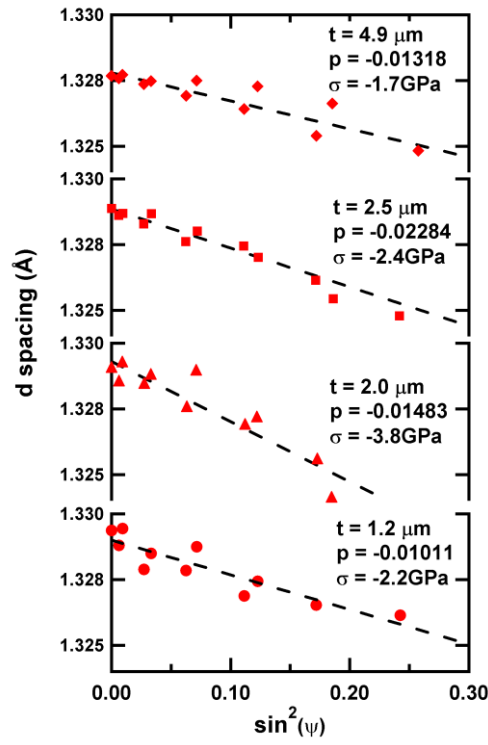 1.330
t = 4.9 μm
p = -0.01318
1.328
σ = -1.7GPa
1.325
1.330
t = 2.5 μm
p = -0.02284
1.328
σ = -2.4GPa
1.325
d spacing (Å)
1.330
t = 2.0 μm
1.328
p = -0.01483
σ = -3.8GPa
1.325
1.330
t = 1.2 μm
p = -0.01011
1.328
σ = -2.2GPa
1.325
0.00 0.10 0.20 0.30
sin²(ψ)